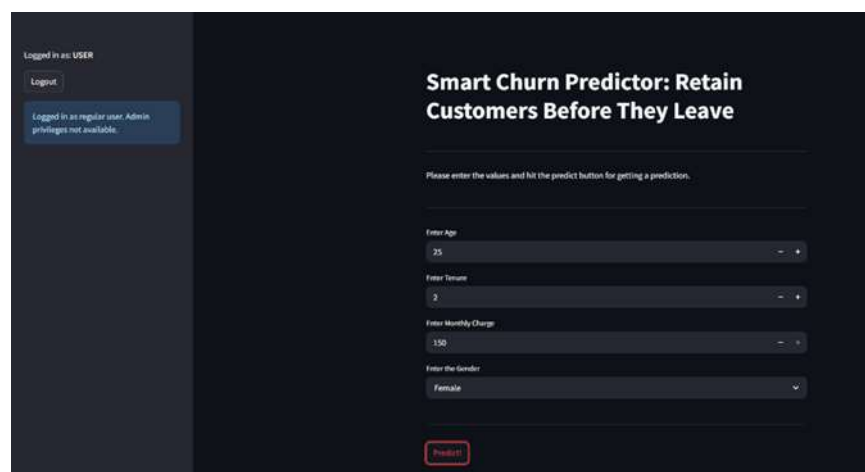 Logged in as: USER
Logout
Logged in as regular user. Admin
privileges not available.
Smart Churn Predictor: Retain
Customers Before They Leave
Please enter the values and hit the predict button for getting a prediction.
Enter Age
25
Enter Tenure
2
Enter Monthly Charge
150
Enter the Gender
Female
Predict!